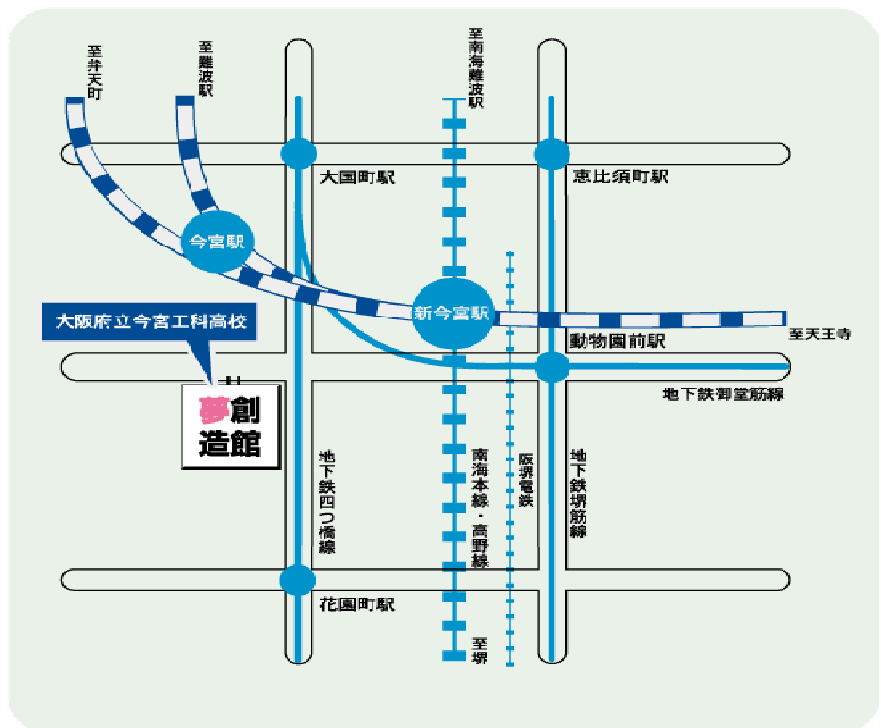 至弁天町
至難波駅
至南海難波駅
大国町駅
恵比須町駅
今宮駅
大阪府立今宮工科高校
新今宮駅
至天王寺
動物園前駅
地下鉄御堂筋線
夢創
造館
地下鉄四つ橋線
南海本線・高野線
阪堺電鉄
地下鉄堺筋線
花園町駅
至堺